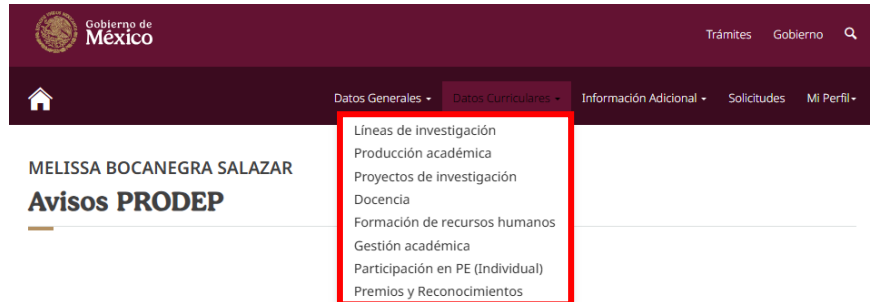 Gobierno de
México
Trámites Gobierno
Datos Generales Datos Curriculares Información Adicional Solicitudes Mi Perfil
Líneas de investigación
Producción académica
Proyectos de investigación
Docencia
Formación de recursos humanos
Gestión académica
Participación en PE (Individual)
Premios y Reconocimientos
MELISSA BOCANEGRA SALAZAR
Avisos PRODEP